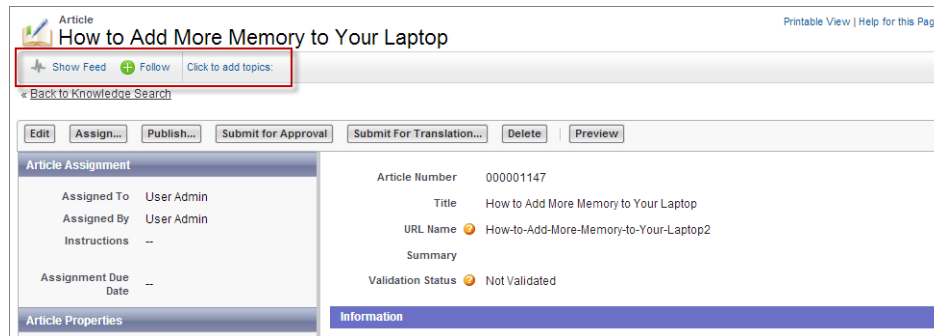 Article
How to Add More Memory to Your Laptop
Printable View | Help for this Pag
Show Feed Follow Click to add topics:
« Back to Knowledge Search
Edit Assign... Publish... Submit for Approval Submit For Translation... Delete Preview
Article Assignment
Assigned To User Admin
Assigned By User Admin
Instructions --
Assignment Due Date --
Article Properties
Article Number 000001147
Title How to Add More Memory to Your Laptop
URL Name ? How-to-Add-More-Memory-to-Your-Laptop2
Summary
Validation Status ? Not Validated
Information